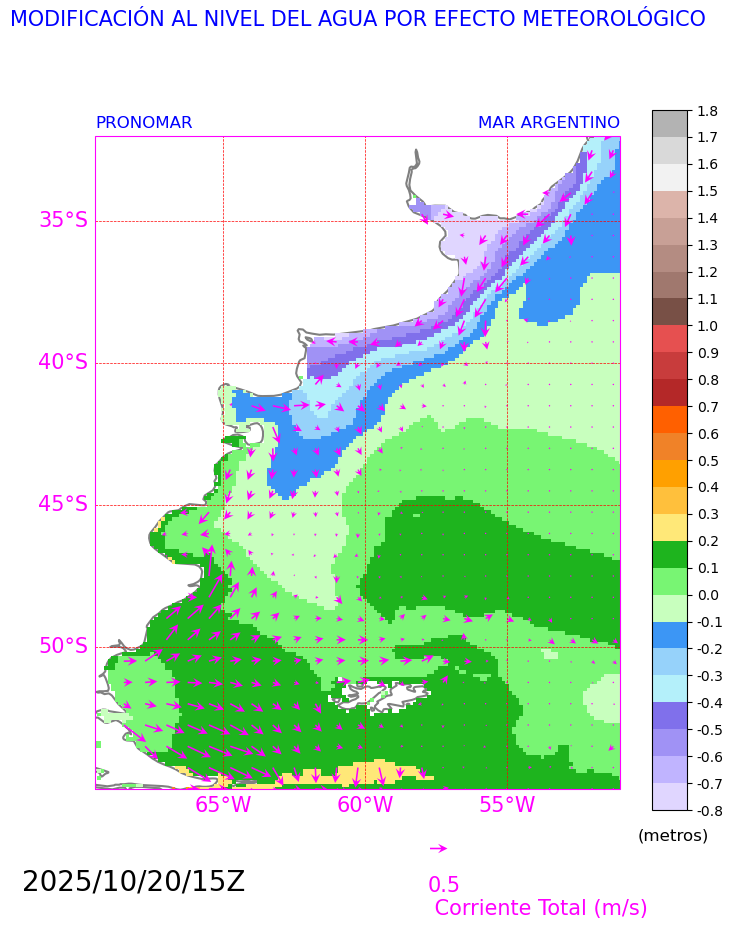 MODIFICACIÓN AL NIVEL DEL AGUA POR EFECTO METEOROLÓGICO
PRONOMAR
MAR ARGENTINO
35°S
40°S
45°S
50°S
65°W
60°W
55°W
1.8
1.7
1.6
1.5
1.4
1.3
1.2
1.1
1.0
0.9
0.8
0.7
0.6
0.5
0.4
0.3
0.2
0.1
0.0
-0.1
-0.2
-0.3
-0.4
-0.5
-0.6
-0.7
-0.8
(metros)
2025/10/20/15Z
0.5
Corriente Total (m/s)